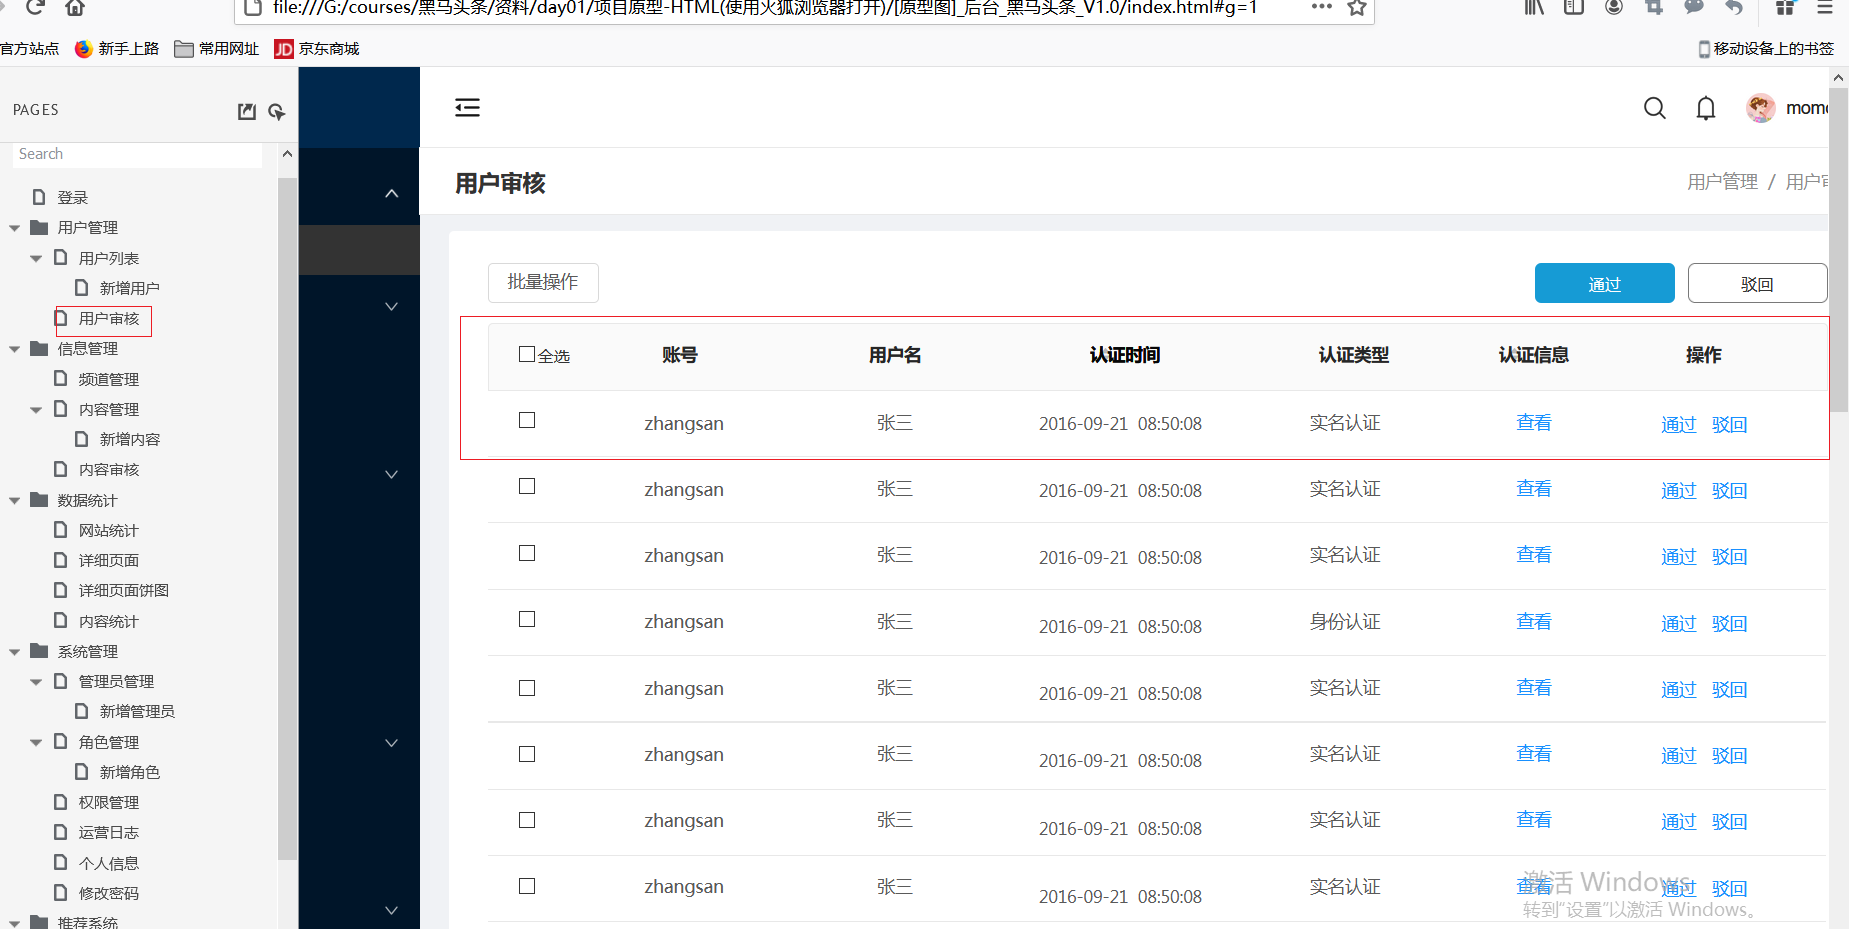 file:///G:/courses/黑马头条/资料/day01/项目原型-HTML(使用火狐浏览器打开)/[原型图]_后台_黑马头条_V1.0/index.html#g=1
官方站点 新手上路 常用网址 JD 京东商城 移动设备上的书签
PAGES
Search
登录
用户管理
用户列表
新增用户
用户审核
信息管理
频道管理
内容管理
新增内容
内容审核
数据统计
网站统计
详细页面
详细页面饼图
内容统计
系统管理
管理员管理
新增管理员
角色管理
新增角色
权限管理
运营日志
个人信息
修改密码
推荐系统
momo
用户审核 用户管理 / 用户审
批量操作 通过 驳回
全选 账号 用户名 认证时间 认证类型 认证信息 操作
zhangsan 张三 2016-09-21 08:50:08 实名认证 查看 通过 驳回
zhangsan 张三 2016-09-21 08:50:08 实名认证 查看 通过 驳回
zhangsan 张三 2016-09-21 08:50:08 实名认证 查看 通过 驳回
zhangsan 张三 2016-09-21 08:50:08 身份认证 查看 通过 驳回
zhangsan 张三 2016-09-21 08:50:08 实名认证 查看 通过 驳回
zhangsan 张三 2016-09-21 08:50:08 实名认证 查看 通过 驳回
zhangsan 张三 2016-09-21 08:50:08 实名认证 查看 通过 驳回
zhangsan 张三 2016-09-21 08:50:08 实名认证 查看 通过 驳回
激活 Windows
转到“设置”以激活 Windows。